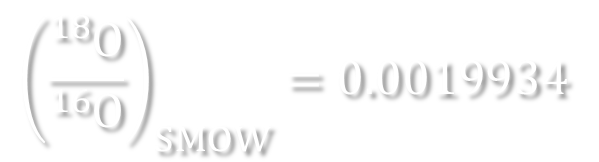 (¹⁸O / ¹⁶O)SMOW = 0.0019934